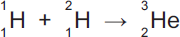 ¹₁H + ²₁H → ³₂He